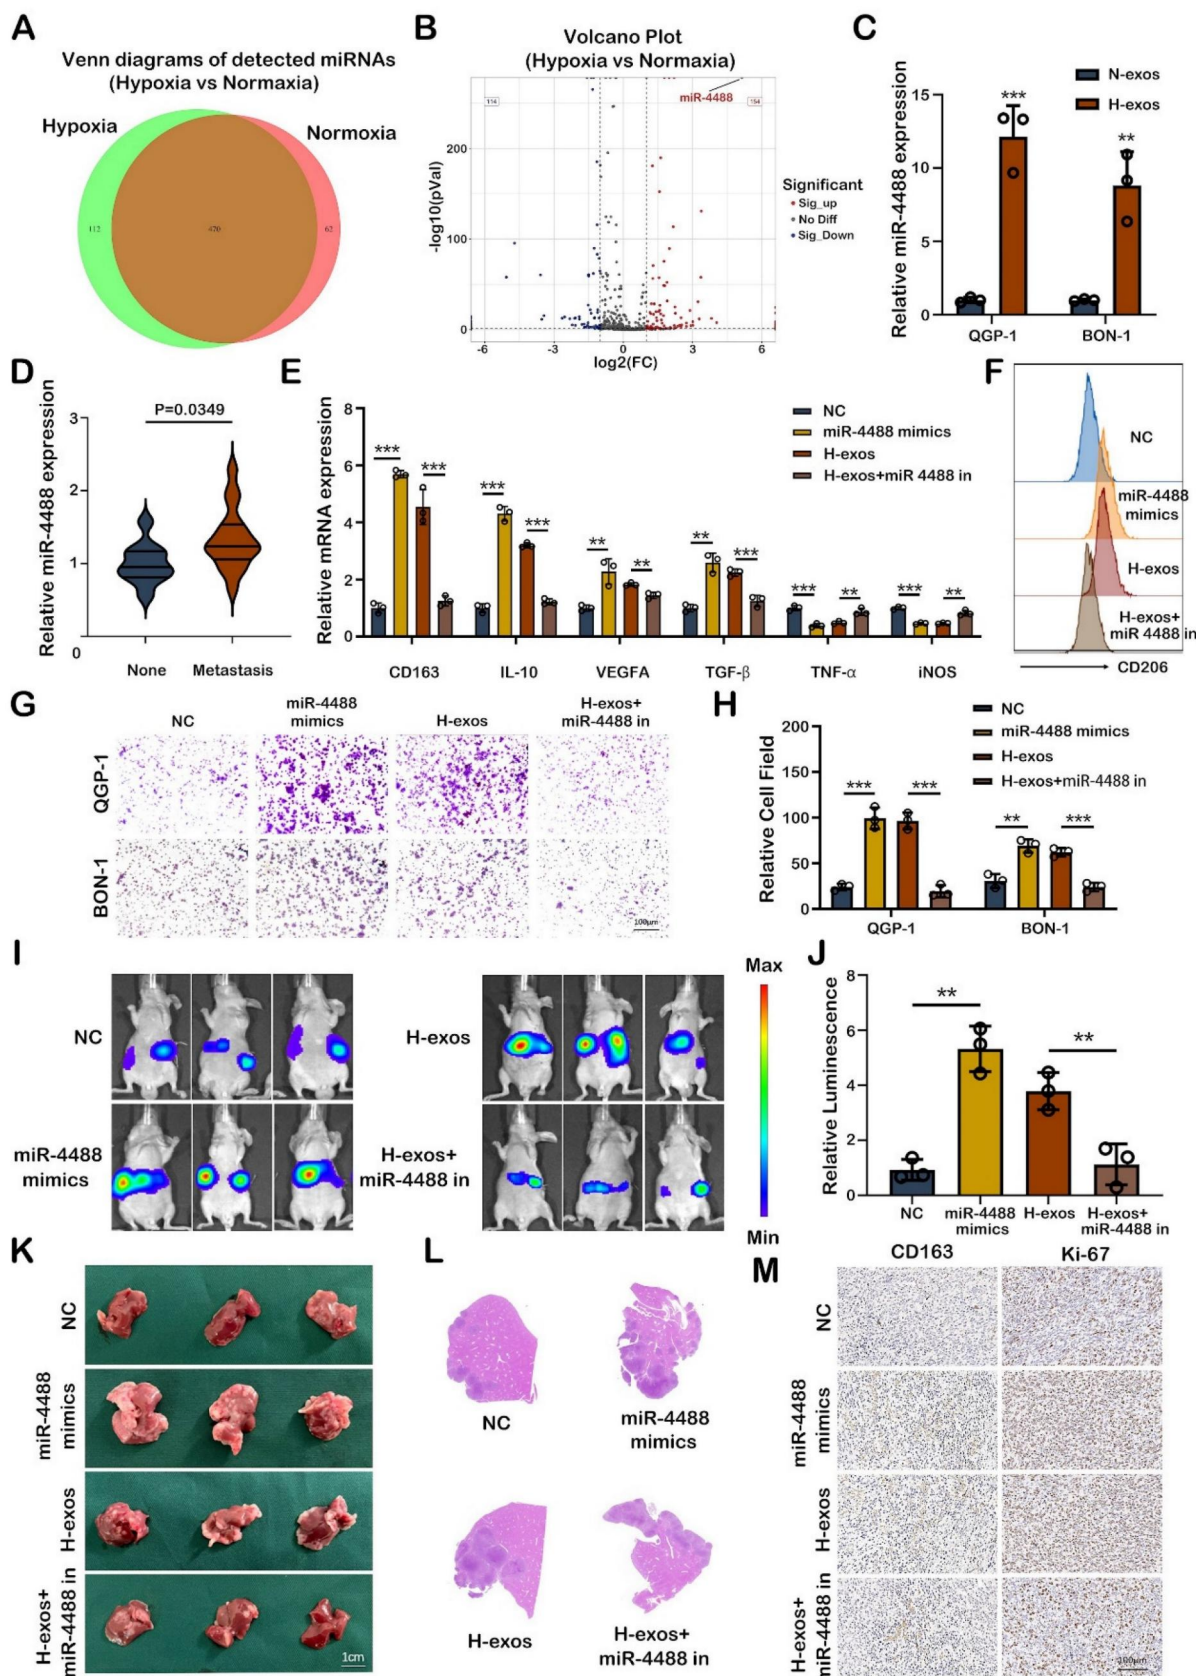 A
Venn diagrams of detected miRNAs
(Hypoxia vs Normaxia)
Hypoxia
Normoxia
112
470
62
B
Volcano Plot
(Hypoxia vs Normaxia)
miR-4488
114
154
200
100
0
-log10(pVal)
-6
-3
0
3
6
log2(FC)
Significant
Sig_up
No Diff
Sig_Down
C
N-exos
H-exos
Relative miR-4488 expression
15
10
5
0
***
**
QGP-1
BON-1
D
P=0.0349
Relative miR-4488 expression
3
2
1
0
None
Metastasis
E
Relative mRNA expression
8
6
4
2
0
NC
miR-4488 mimics
H-exos
H-exos+miR 4488 in
***
***
***
***
**
**
**
***
***
**
***
**
CD163
IL-10
VEGFA
TGF-β
TNF-α
iNOS
F
NC
miR-4488
mimics
H-exos
H-exos+
miR 4488 in
CD206
G
NC
miR-4488
mimics
H-exos
H-exos+
miR-4488 in
QGP-1
BON-1
100μm
H
NC
miR-4488 mimics
H-exos
H-exos+miR-4488 in
Relative Cell Field
200
150
100
50
0
***
***
**
***
QGP-1
BON-1
I
NC
miR-4488
mimics
H-exos
H-exos+
miR-4488 in
Max
Min
J
Relative Luminescence
8
6
4
2
0
**
**
NC
miR-4488
mimics
H-exos
H-exos+
miR-4488 in
K
NC
miR-4488
mimics
H-exos
H-exos+
miR-4488 in
1cm
L
NC
miR-4488
mimics
H-exos
H-exos+
miR-4488 in
M
CD163
Ki-67
NC
miR-4488
mimics
H-exos
H-exos+
miR-4488 in
100μm